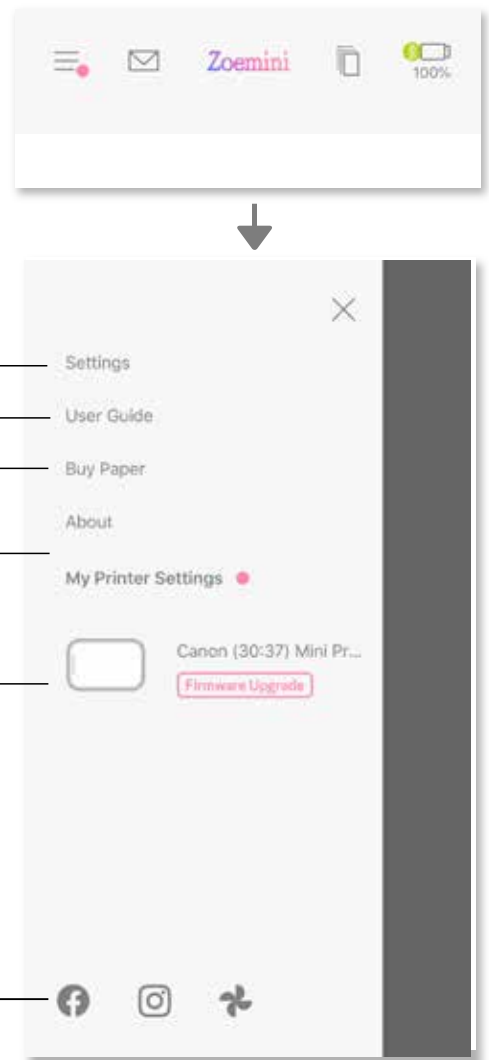 Zoemini
100%
Settings
User Guide
Buy Paper
About
My Printer Settings
Canon (30:37) Mini Pr...
Firmware Upgrade